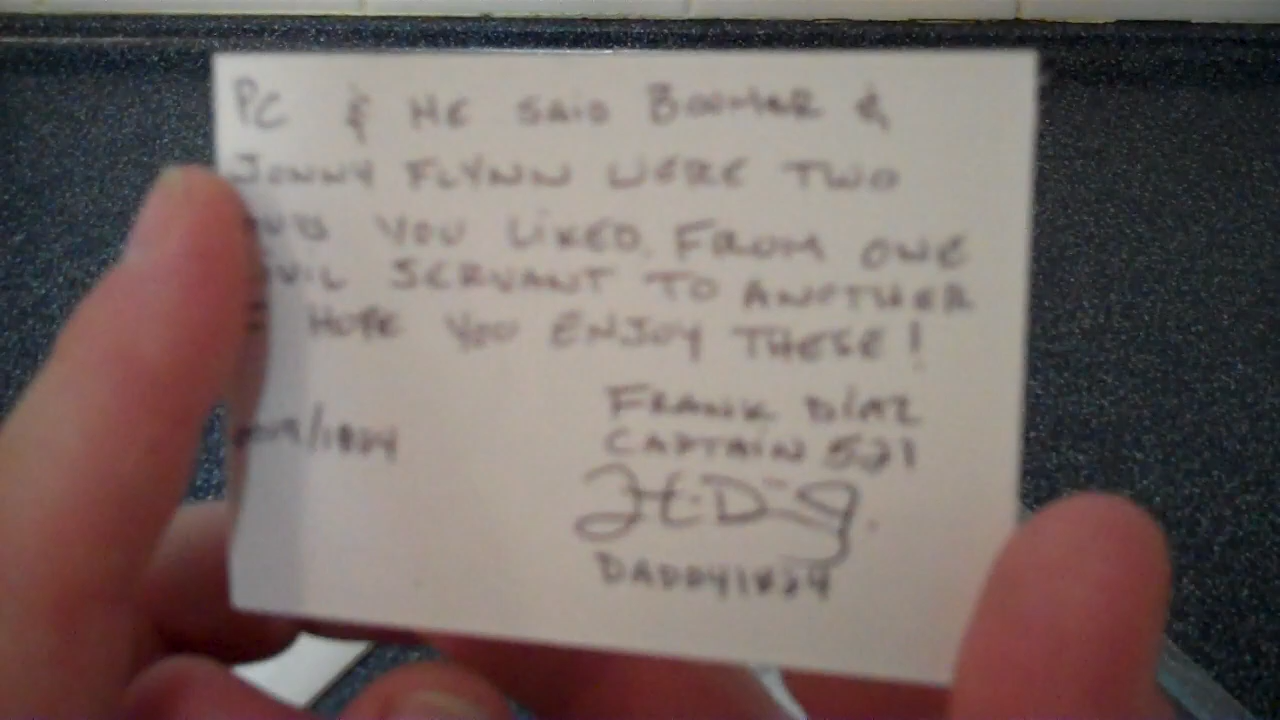 PC & HE SAID BOOMER &
JONNY FLYNN WERE TWO
YOU LIKED. FROM ONE
SERVANT TO ANOTHER
I HOPE YOU ENJOY THESE!
FRANK DIAZ
CAPTAIN 521
DADDY1824